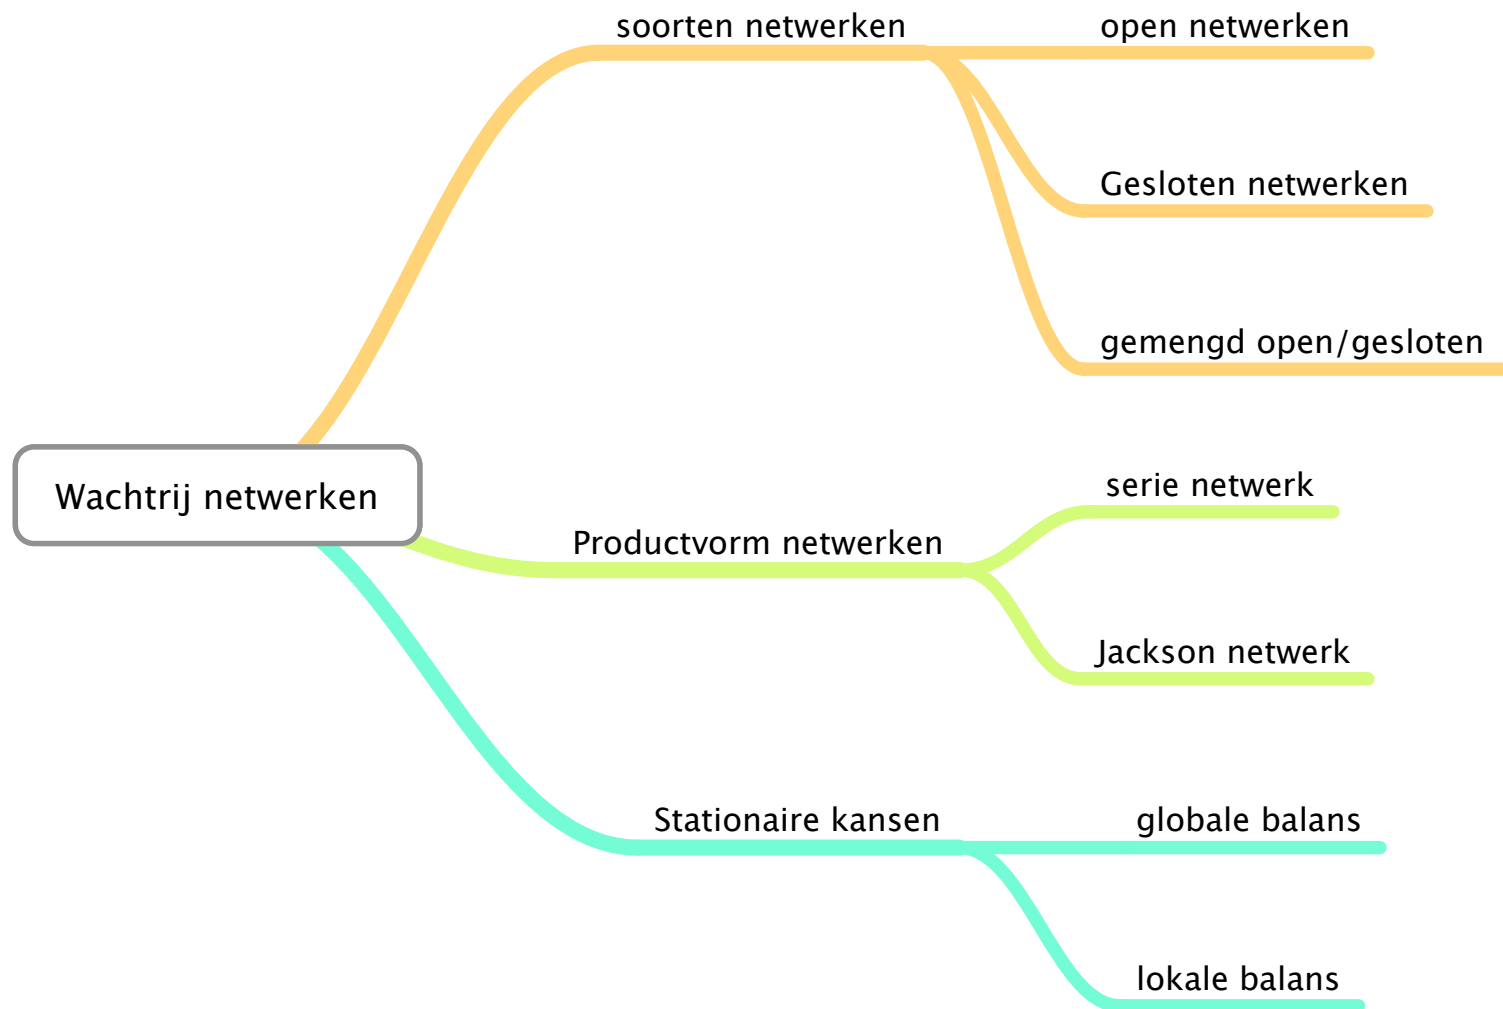 soorten netwerken
open netwerken
Gesloten netwerken
gemengd open/gesloten
Wachtrij netwerken
Productvorm netwerken
serie netwerk
Jackson netwerk
Stationaire kansen
globale balans
lokale balans